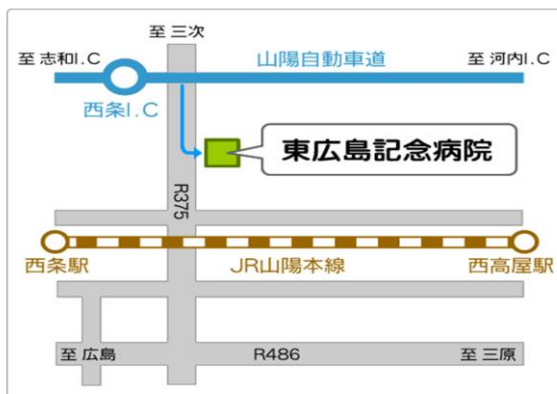 至 三次
至 志和I.C
山陽自動車道
至 河内I.C
西条I.C
東広島記念病院
R375
西条駅
JR山陽本線
西高屋駅
至 広島
R486
至 三原